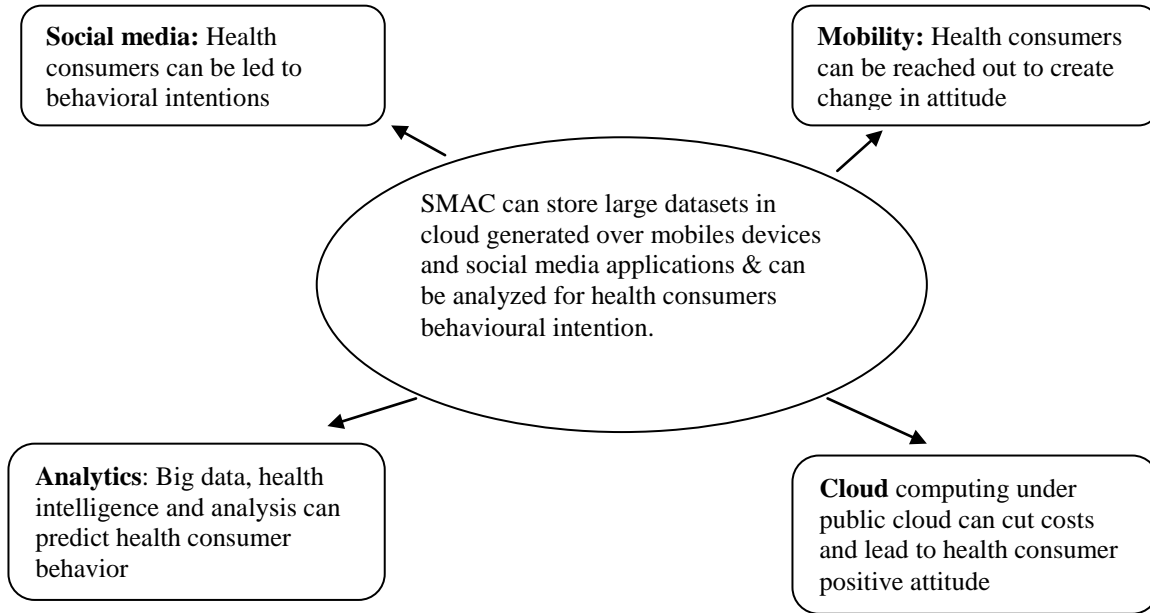 Social media: Health
consumers can be led to
behavioral intentions
Mobility: Health consumers
can be reached out to create
change in attitude
SMAC can store large datasets in
cloud generated over mobiles devices
and social media applications & can
be analyzed for health consumers
behavioural intention.
Analytics: Big data, health
intelligence and analysis can
predict health consumer
behavior
Cloud computing under
public cloud can cut costs
and lead to health consumer
positive attitude